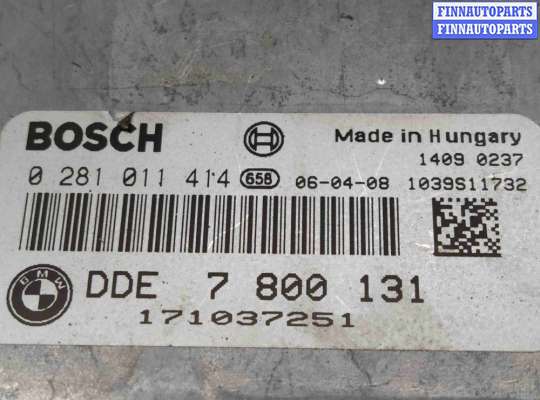 FINNAUTOPARTS
FINNAUTOPARTS
BOSCH
Made in Hungary
1409 0237
0 281 011 414 658 06-04-08 1039S11732
BMW
DDE 7 800 131
171037251